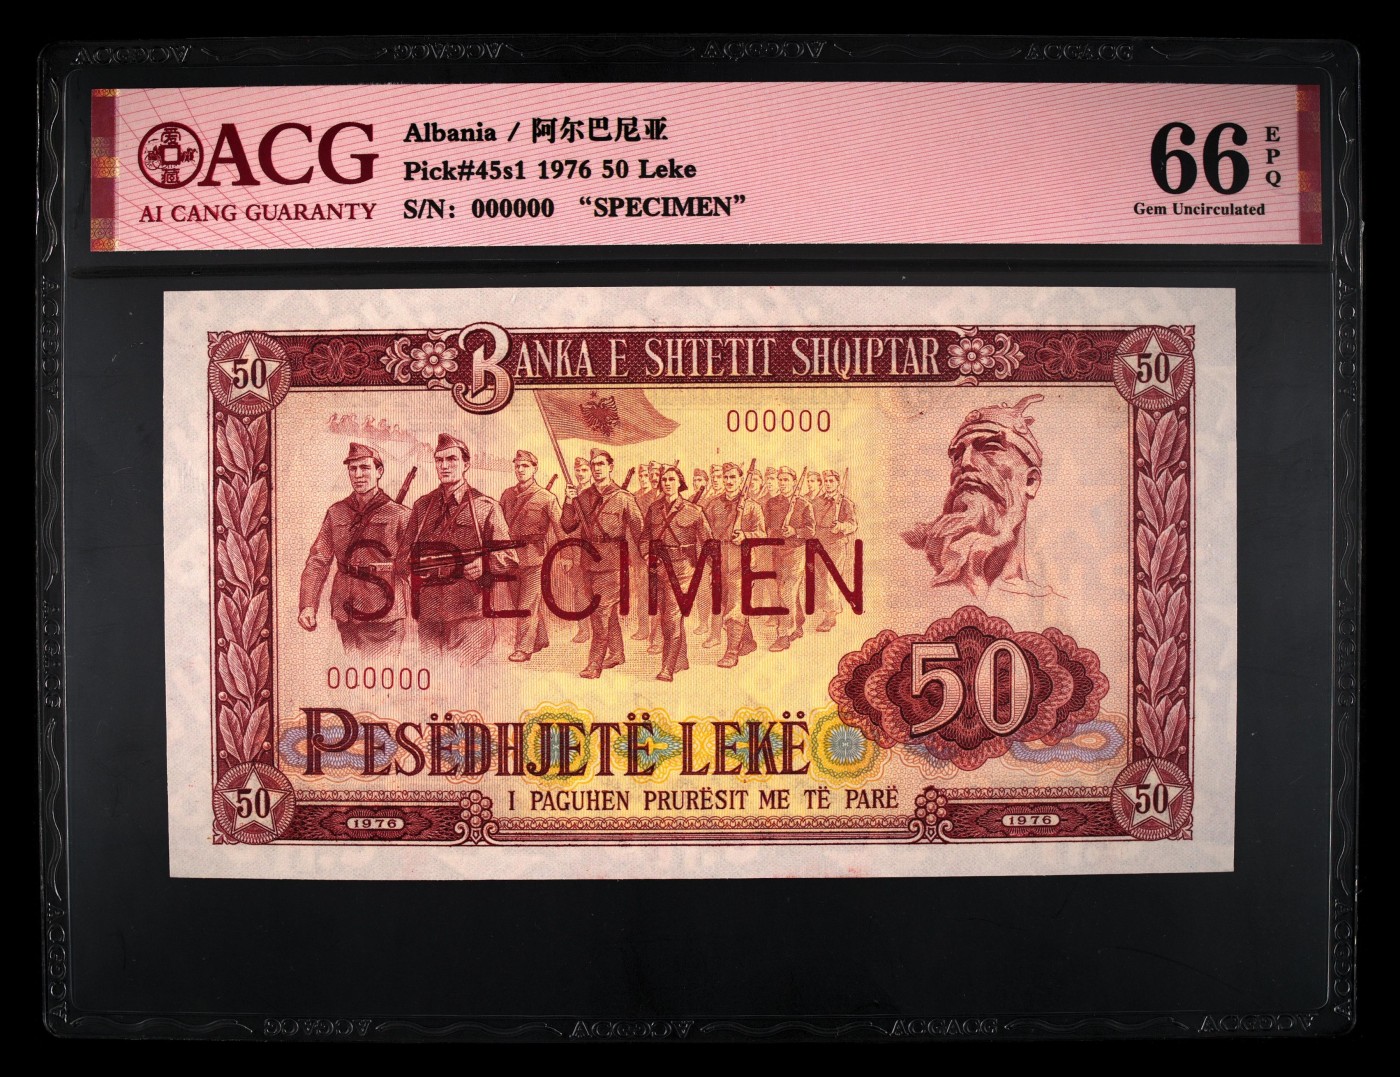 ACG
AI CANG GUARANTY
Albania / 阿尔巴尼亚
Pick#45s1 1976 50 Leke
S/N: 000000 “SPECIMEN”
66 EPQ
Gem Uncirculated
50
BANKA E SHTETIT SHQIPTAR
50
000000
SPECIMEN
000000
50
PESËDHJETË LEKË
I PAGUHEN PRURËSIT ME TË PARË
50
1976
1976
50